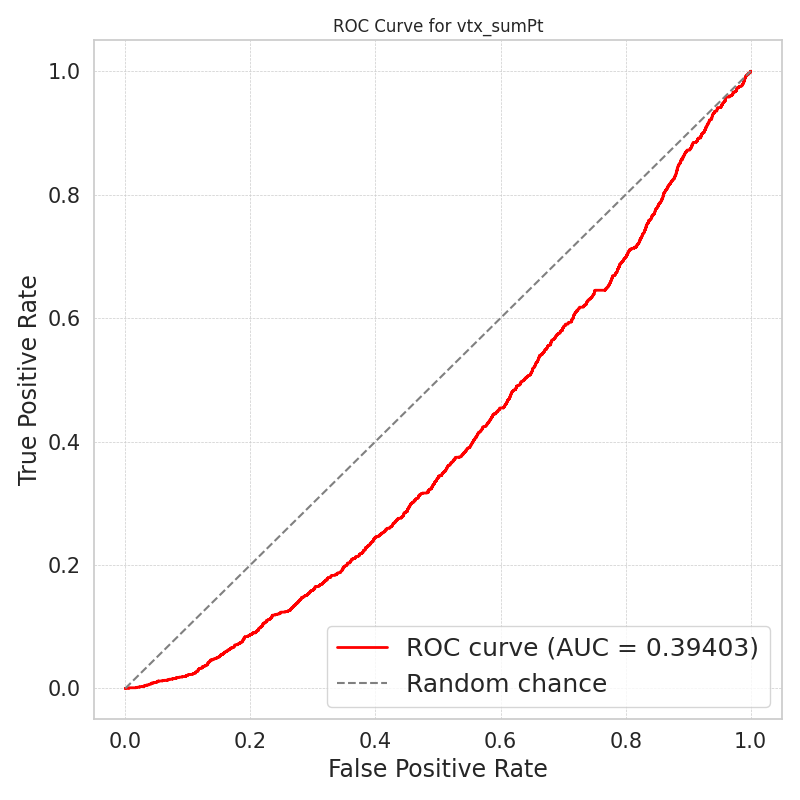 ROC Curve for vtx_sumPt
1.0
0.8
0.6
0.4
0.2
0.0
True Positive Rate
ROC curve (AUC = 0.39403)
Random chance
0.0 0.2 0.4 0.6 0.8 1.0
False Positive Rate